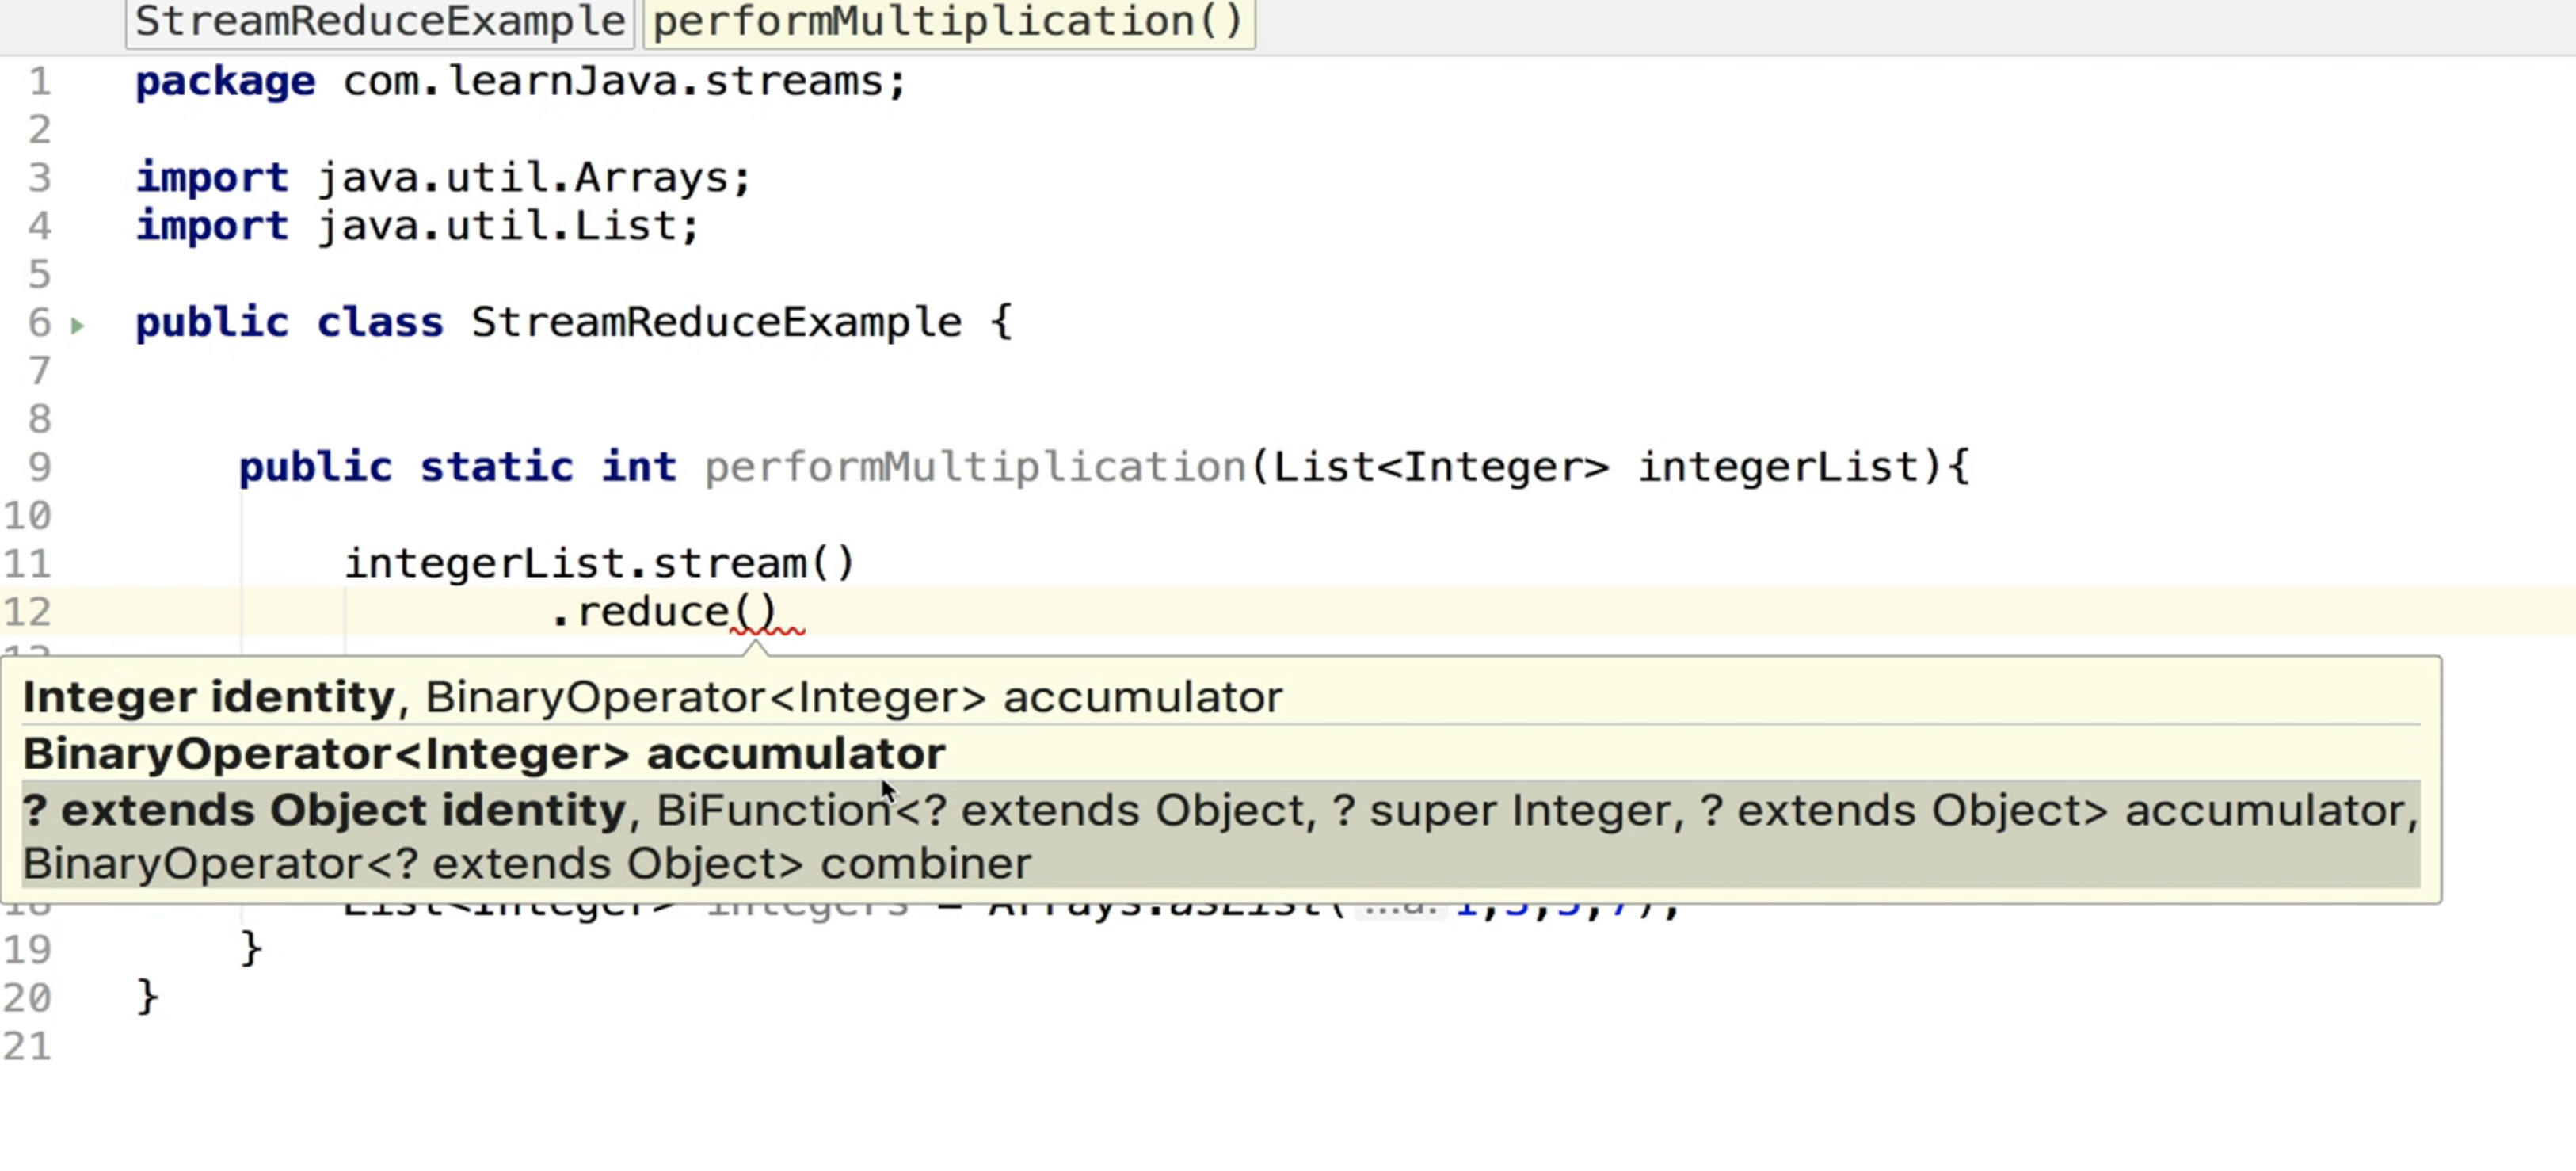 StreamReduceExample performMultiplication()
1 package com.learnJava.streams;
2
3 import java.util.Arrays;
4 import java.util.List;
5
6 public class StreamReduceExample {
7
8
9 public static int performMultiplication(List<Integer> integerList){
10
11 integerList.stream()
12 .reduce()
Integer identity, BinaryOperator<Integer> accumulator
BinaryOperator<Integer> accumulator
? extends Object identity, BiFunction<? extends Object, ? super Integer, ? extends Object> accumulator,
BinaryOperator<? extends Object> combiner
18 List<Integer> integers = Arrays.asList( ...a: 1,3,5,7);
19 }
20 }
21